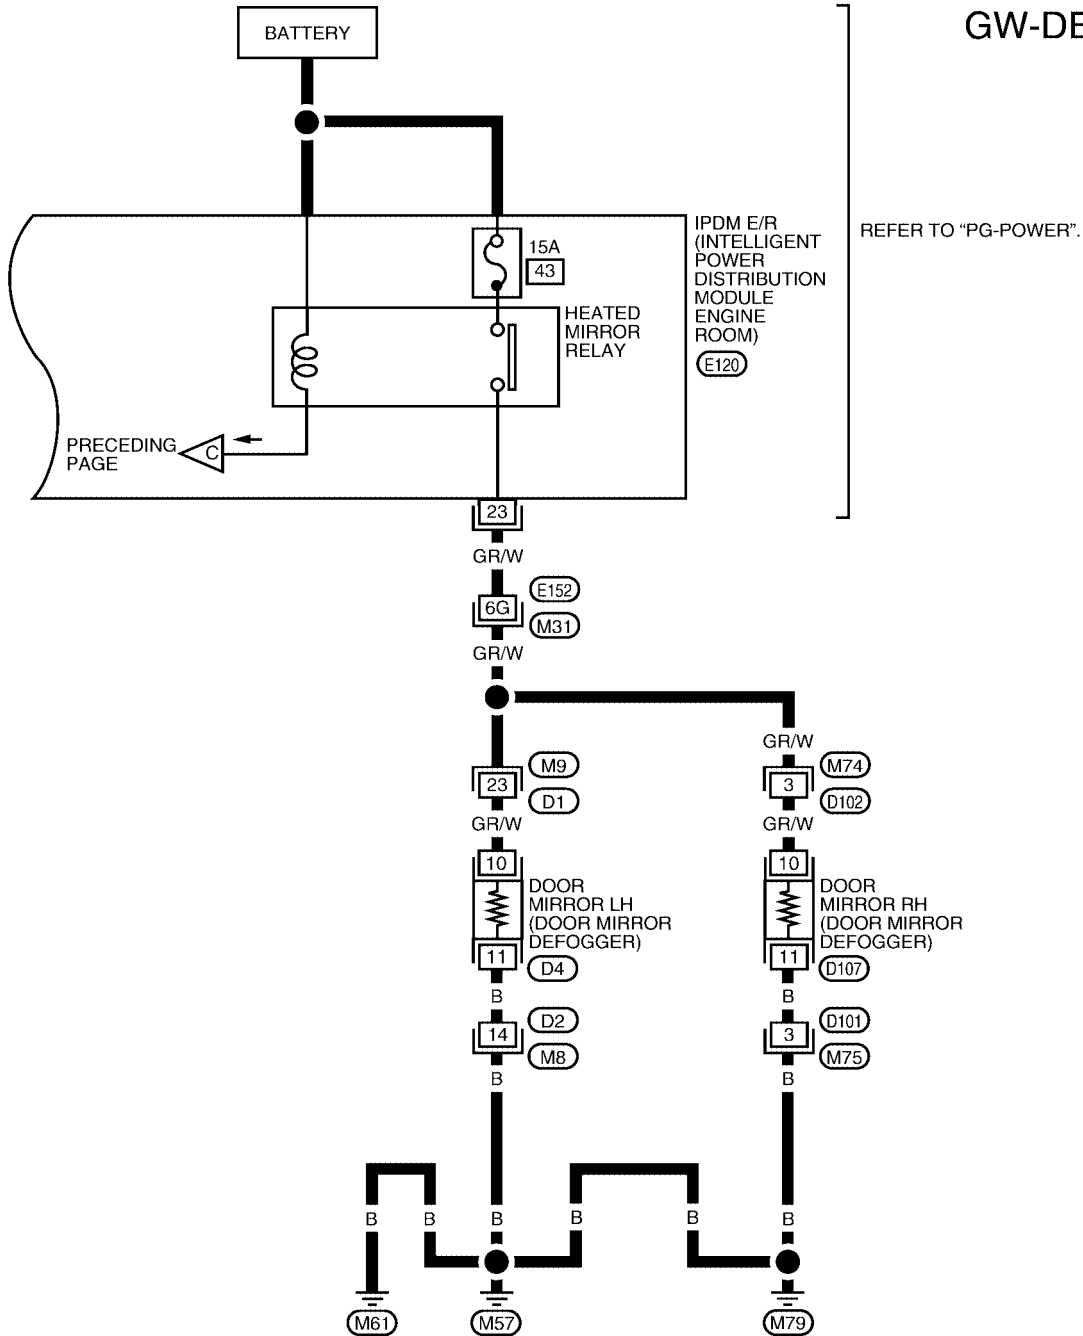 GW-DE
BATTERY
REFER TO “PG-POWER”.
IPDM E/R
(INTELLIGENT
POWER
DISTRIBUTION
MODULE
ENGINE
ROOM)
E120
15A
43
HEATED
MIRROR
RELAY
PRECEDING
PAGE
C
23
GR/W
6G
E152
M31
GR/W
GR/W
23
M9
D1
3
M74
D102
GR/W
GR/W
10
10
DOOR
MIRROR LH
(DOOR MIRROR
DEFOGGER)
DOOR
MIRROR RH
(DOOR MIRROR
DEFOGGER)
11
D4
11
D107
B
B
14
D2
M8
3
D101
M75
B
B
B
B
B
B
B
B
M61
M57
M79